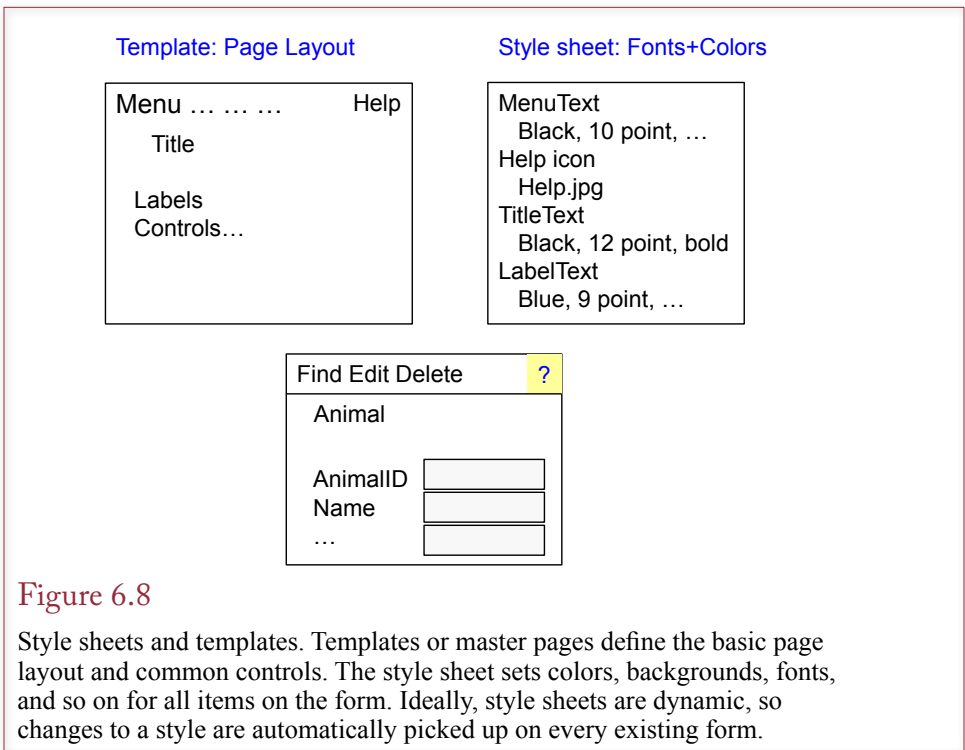 Template: Page Layout
Style sheet: Fonts+Colors
Menu … … … Help
Title
Labels
Controls…
MenuText
Black, 10 point, …
Help icon
Help.jpg
TitleText
Black, 12 point, bold
LabelText
Blue, 9 point, …
Find Edit Delete ?
Animal
AnimalID
Name
…
Figure 6.8
Style sheets and templates. Templates or master pages define the basic page
layout and common controls. The style sheet sets colors, backgrounds, fonts,
and so on for all items on the form. Ideally, style sheets are dynamic, so
changes to a style are automatically picked up on every existing form.